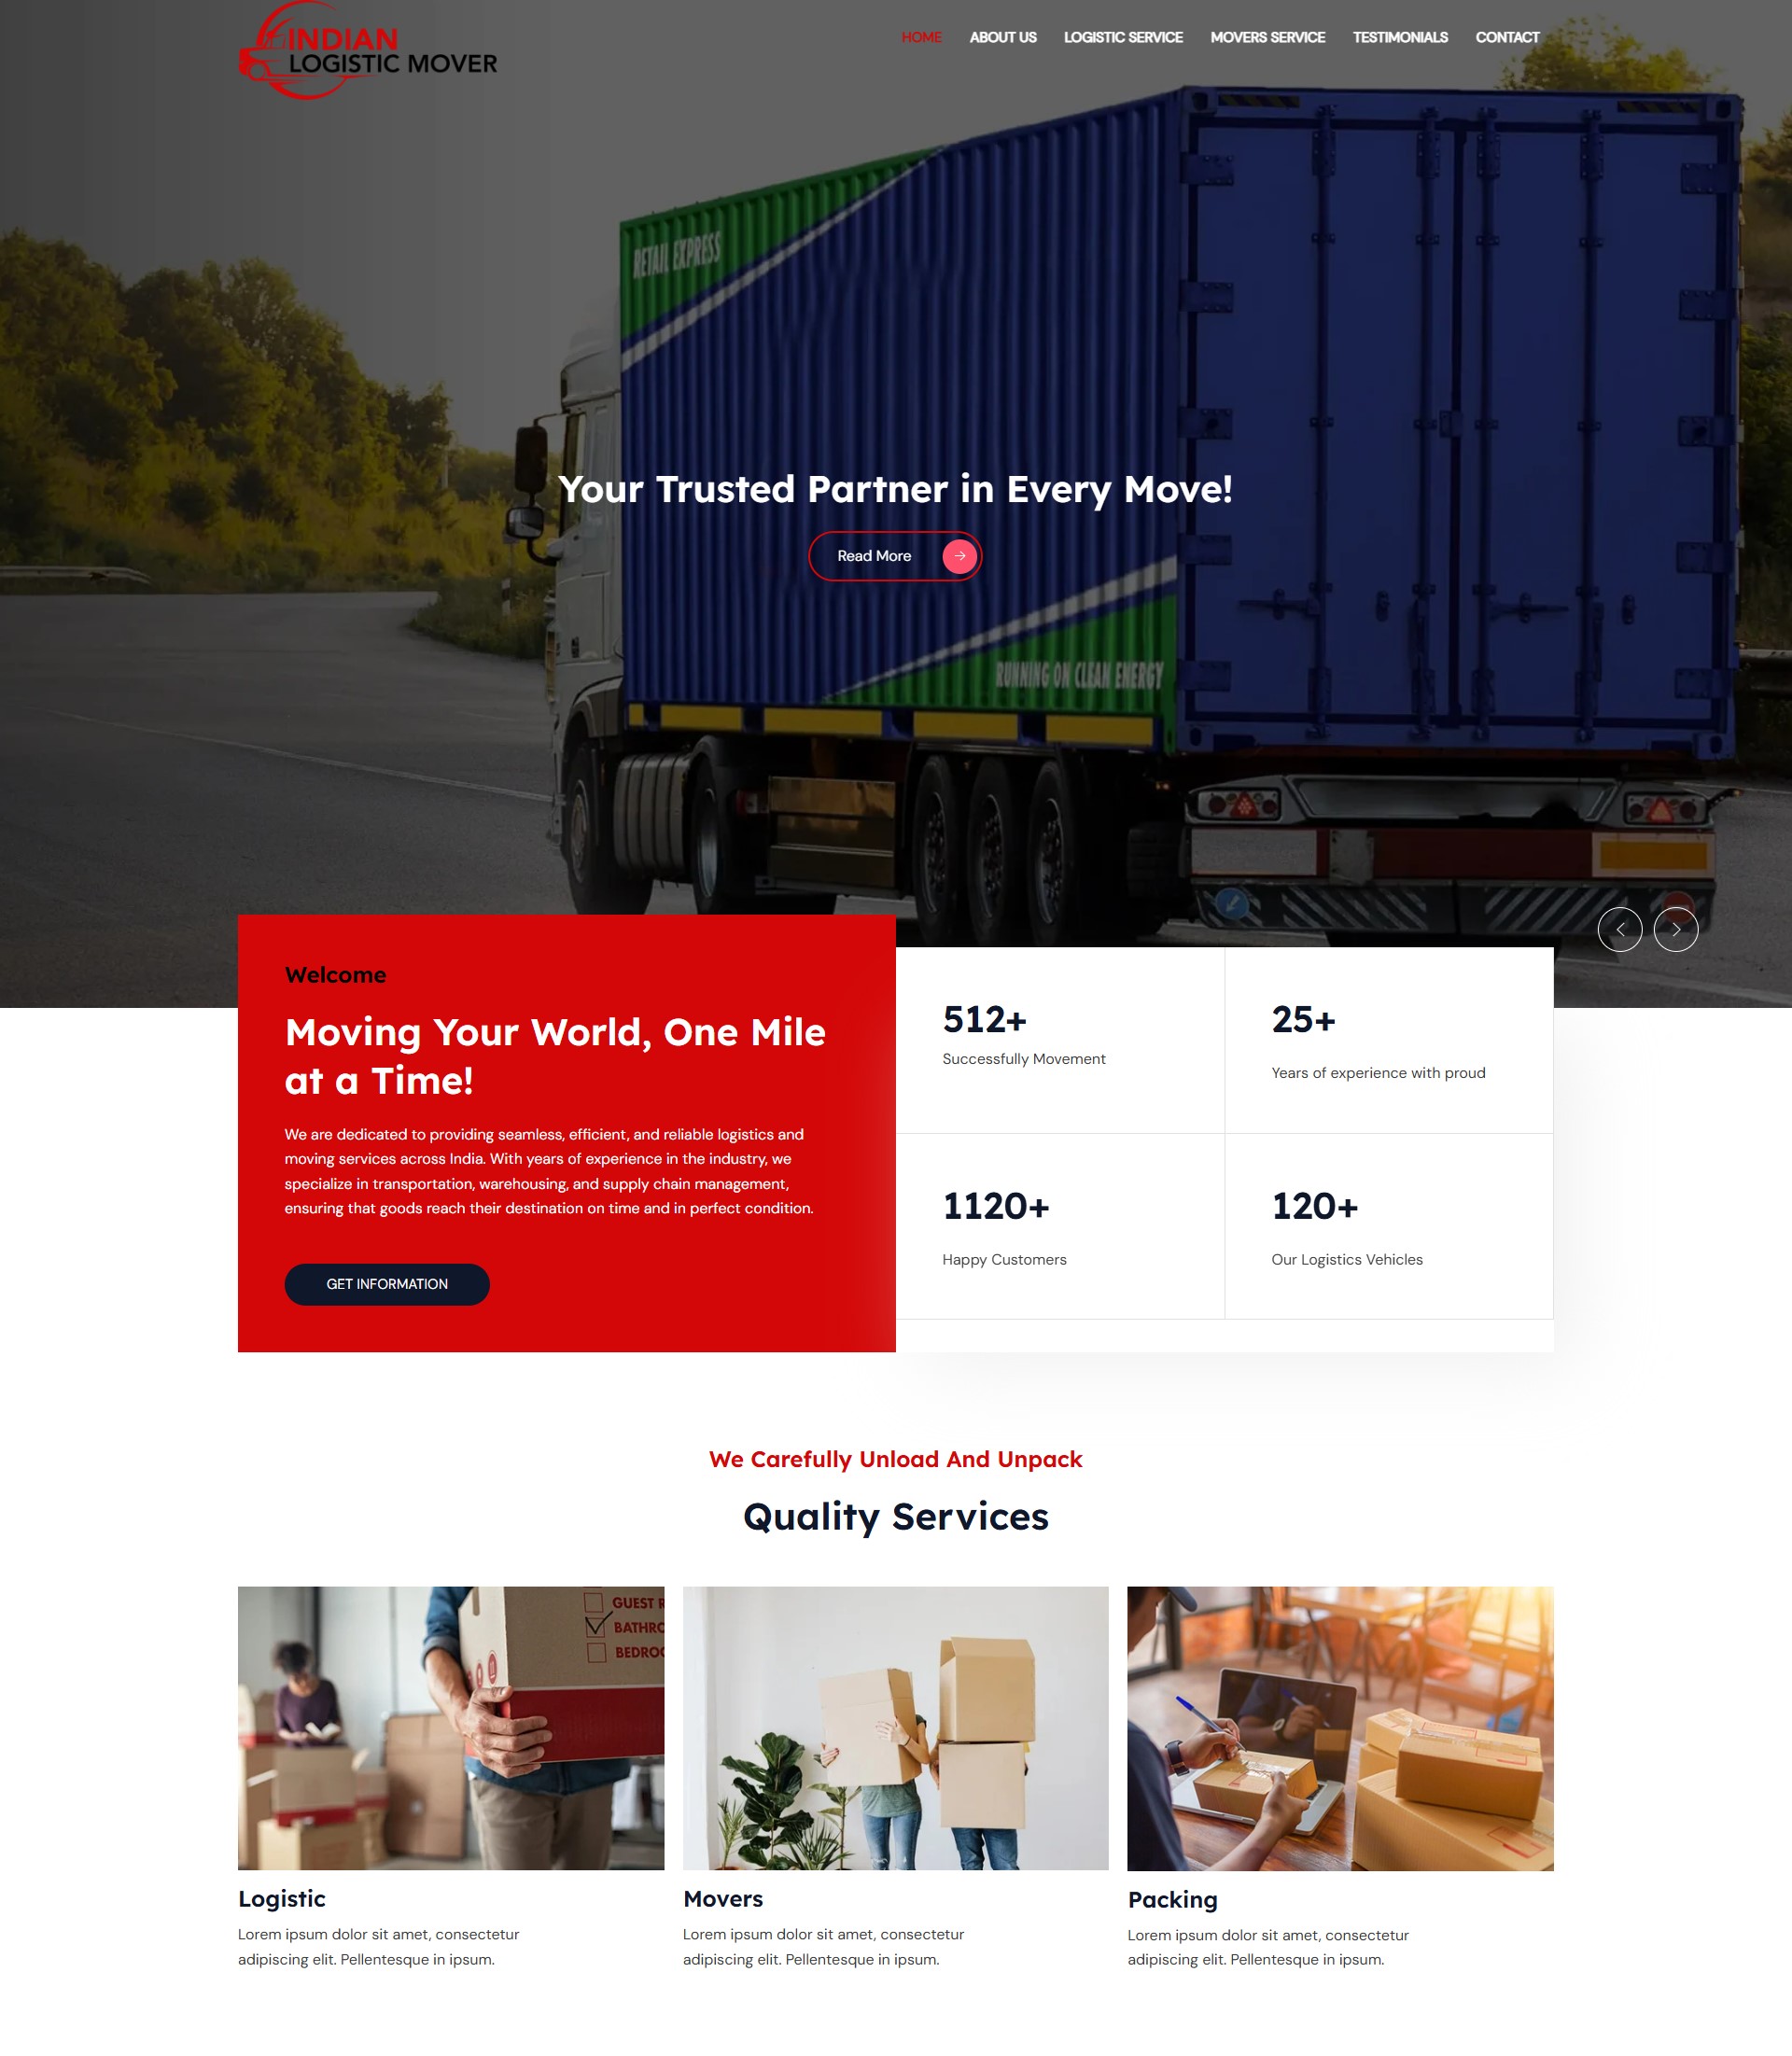 INDIAN
LOGISTIC MOVER
HOME ABOUT US LOGISTIC SERVICE MOVERS SERVICE TESTIMONIALS CONTACT
RETAIL EXPRESS
Your Trusted Partner in Every Move!
Read More
RUNNING ON CLEAN ENERGY
Welcome
Moving Your World, One Mile
at a Time!
We are dedicated to providing seamless, efficient, and reliable logistics and
moving services across India. With years of experience in the industry, we
specialize in transportation, warehousing, and supply chain management,
ensuring that goods reach their destination on time and in perfect condition.
GET INFORMATION
512+
Successfully Movement
25+
Years of experience with proud
1120+
Happy Customers
120+
Our Logistics Vehicles
We Carefully Unload And Unpack
Quality Services
GUEST R
BATHRO
BEDROO
Logistic
Lorem ipsum dolor sit amet, consectetur
adipiscing elit. Pellentesque in ipsum.
Movers
Lorem ipsum dolor sit amet, consectetur
adipiscing elit. Pellentesque in ipsum.
Packing
Lorem ipsum dolor sit amet, consectetur
adipiscing elit. Pellentesque in ipsum.